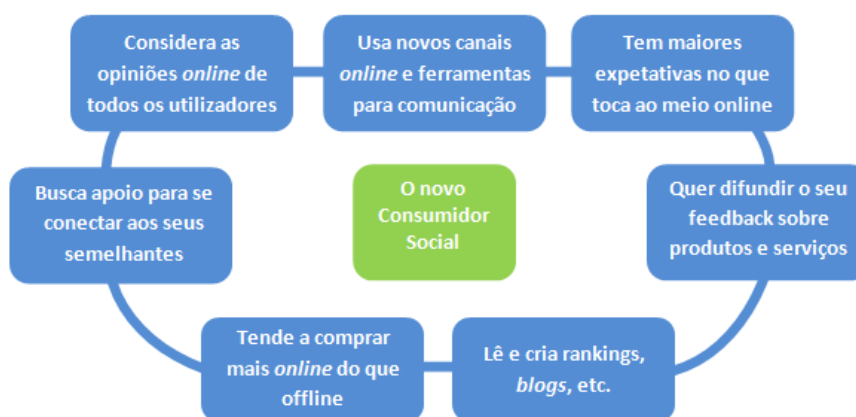 Considera as
opiniões online de
todos os utilizadores
Usa novos canais
online e ferramentas
para comunicação
Tem maiores
expetativas no que
toca ao meio online
Busca apoio para se
conectar aos seus
semelhantes
O novo
Consumidor
Social
Quer difundir o seu
feedback sobre
produtos e serviços
Tende a comprar
mais online do que
offline
Lê e cria rankings,
blogs, etc.